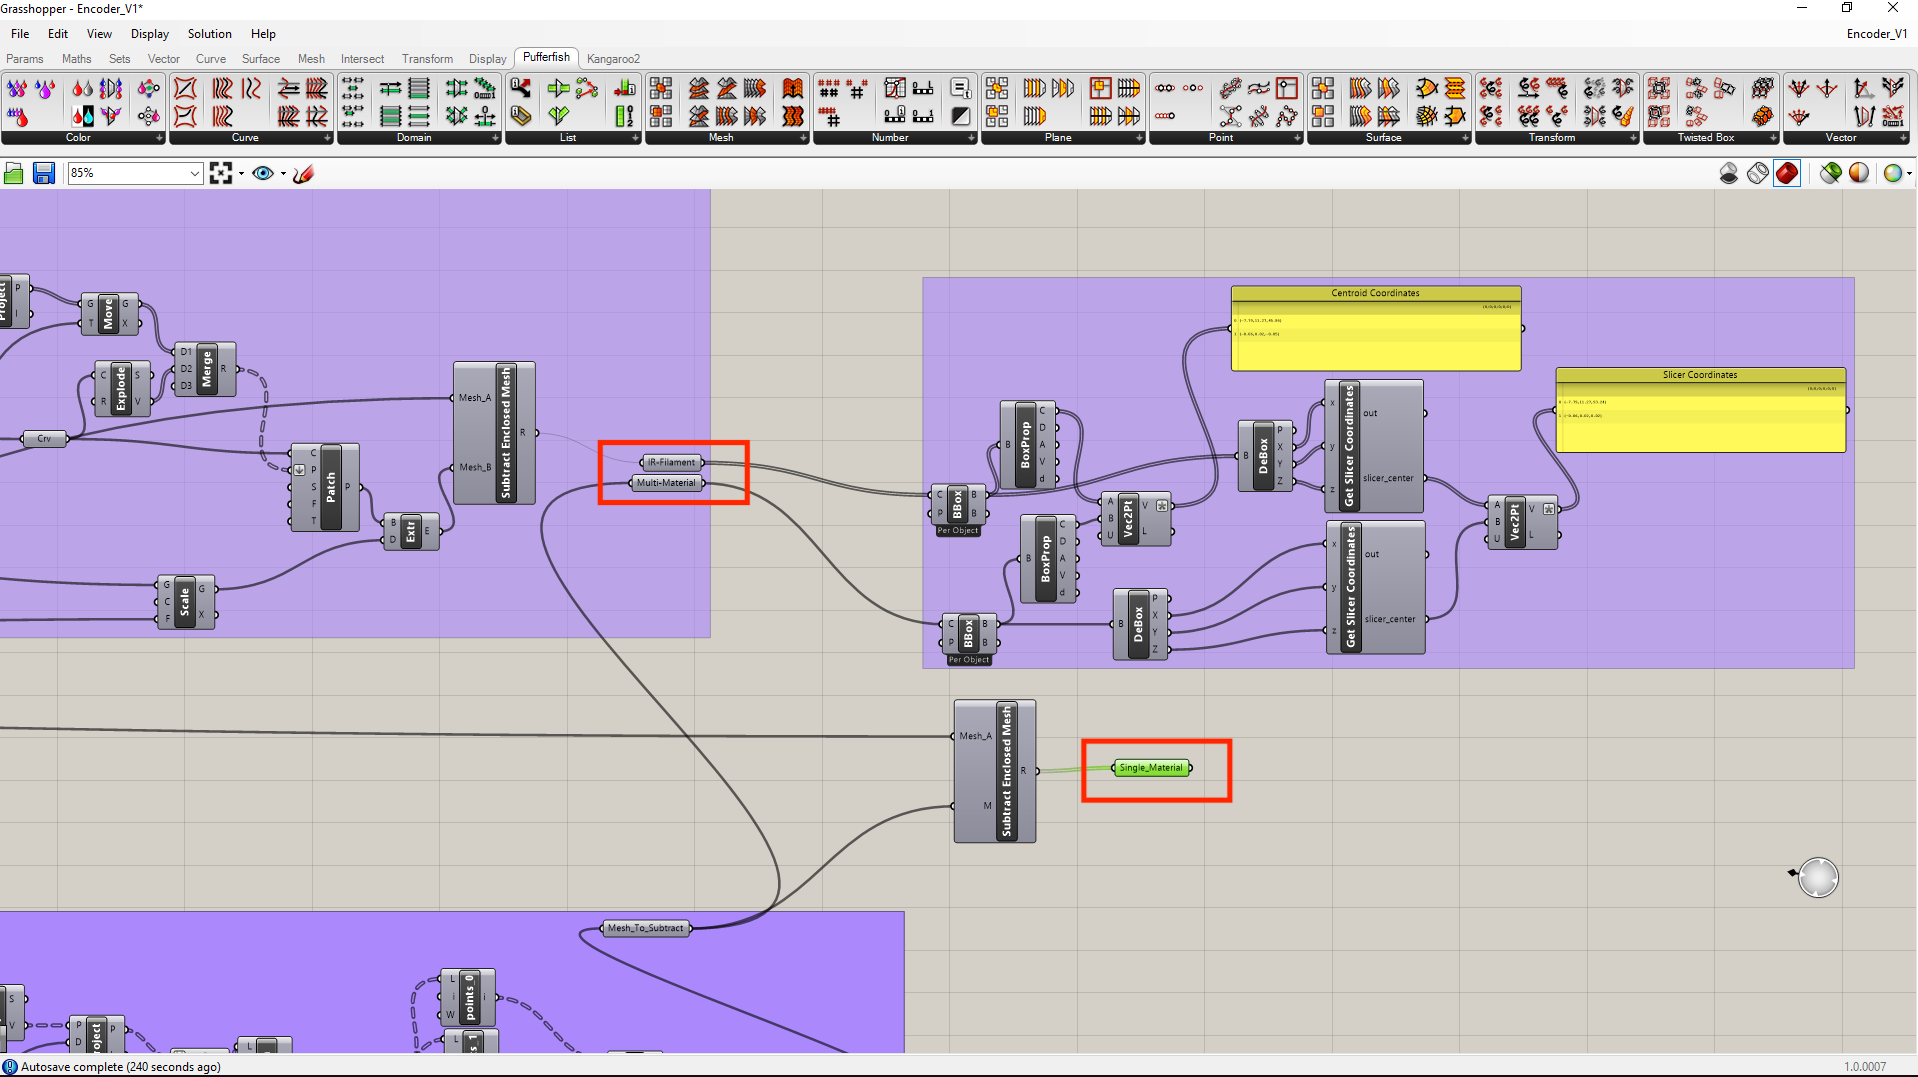 Grasshopper - Encoder_V1*
File Edit View Display Solution Help
Encoder_V1
Params Maths Sets Vector Curve Surface Mesh Intersect Transform Display Pufferfish Kangaroo2
Color Curve Domain List Mesh Number Plane Point Surface Transform Twisted Box Vector
85%
Project P I
G T Move G X
C R Explode S V
D1 D2 D3 Merge R
Crv
C P S F T Patch P
B D Extr E
G C F Scale G X
Mesh_A Mesh_B Subtract Enclosed Mesh R
IR-Filament
Multi-Material
C P BBox B B
Per Object
B BoxProp C D A V d
B BoxProp C D A V d
A B U Vec2Pt V L
Centroid Coordinates
Slicer Coordinates
B DeBox P X Y Z
x y z Get Slicer Coordinates out slicer_center
A B U Vec2Pt V L
C P BBox B B
Per Object
B DeBox P X Y Z
x y z Get Slicer Coordinates out slicer_center
Mesh_A M Subtract Enclosed Mesh R
Single_Material
Mesh_To_Subtract
L i W points_0 i
S V
P D oject P
L
L
Autosave complete (240 seconds ago)
1.0.0007